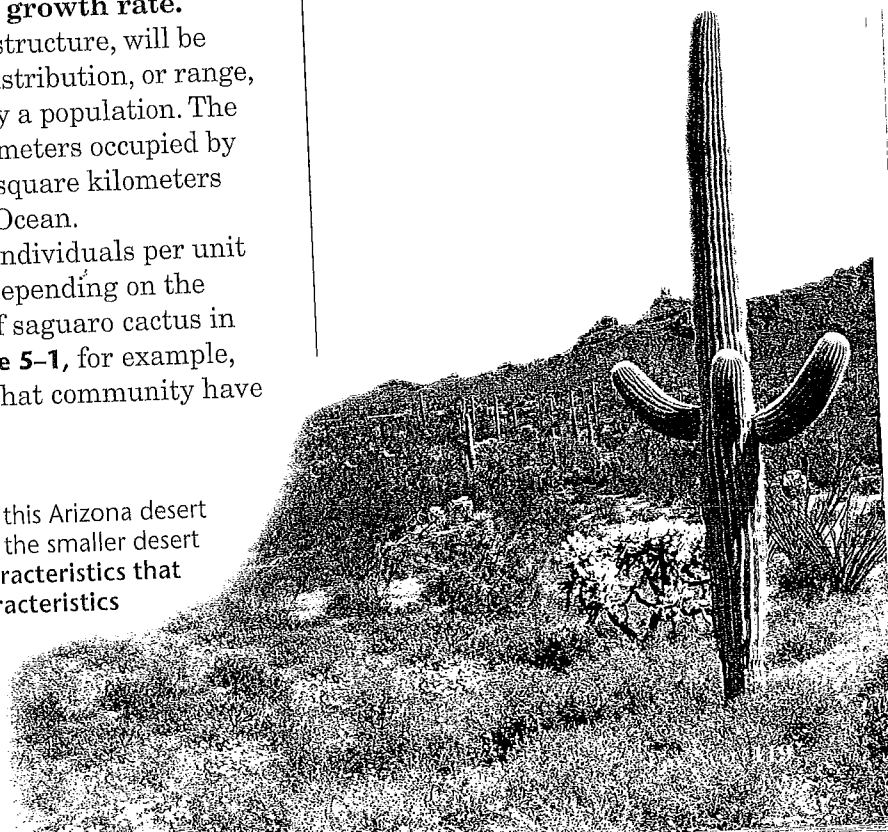 growth rate.
structure, will be
stribution, or range,
y a population. The
meters occupied by
square kilometers
Ocean.
ndividuals per unit
epending on the
f saguaro cactus in
e 5–1, for example,
hat community have
this Arizona desert
the smaller desert
racteristics that
racteristics